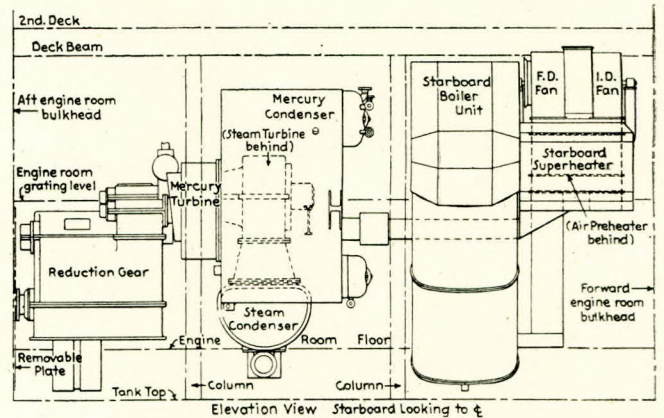 2nd. Deck
Deck Beam
Aft engine room
bulkhead
Engine room
grating level
Mercury
Turbine
Mercury
Condenser
(Steam Turbine
behind)
Starboard
Boiler
Unit
F.D.
Fan
I.D.
Fan
Starboard
Superheater
(Air Preheater
behind)
Reduction Gear
Steam
Condenser
Forward
engine room
bulkhead
Engine Room Floor
Removable
Plate
Tank Top
Column
Column
Elevation View Starboard Looking to ℄